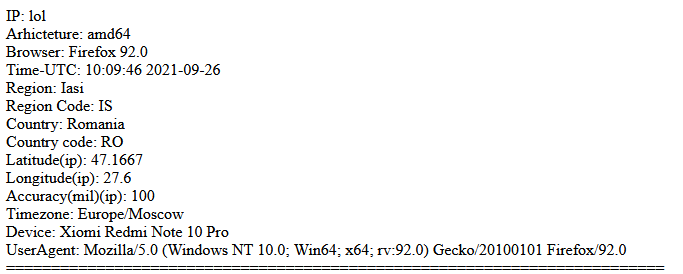 IP: lol
Arhicteture: amd64
Browser: Firefox 92.0
Time-UTC: 10:09:46 2021-09-26
Region: Iasi
Region Code: IS
Country: Romania
Country code: RO
Latitude(ip): 47.1667
Longitude(ip): 27.6
Accuracy(mil)(ip): 100
Timezone: Europe/Moscow
Device: Xiomi Redmi Note 10 Pro
UserAgent: Mozilla/5.0 (Windows NT 10.0; Win64; x64; rv:92.0) Gecko/20100101 Firefox/92.0
=========================================================================